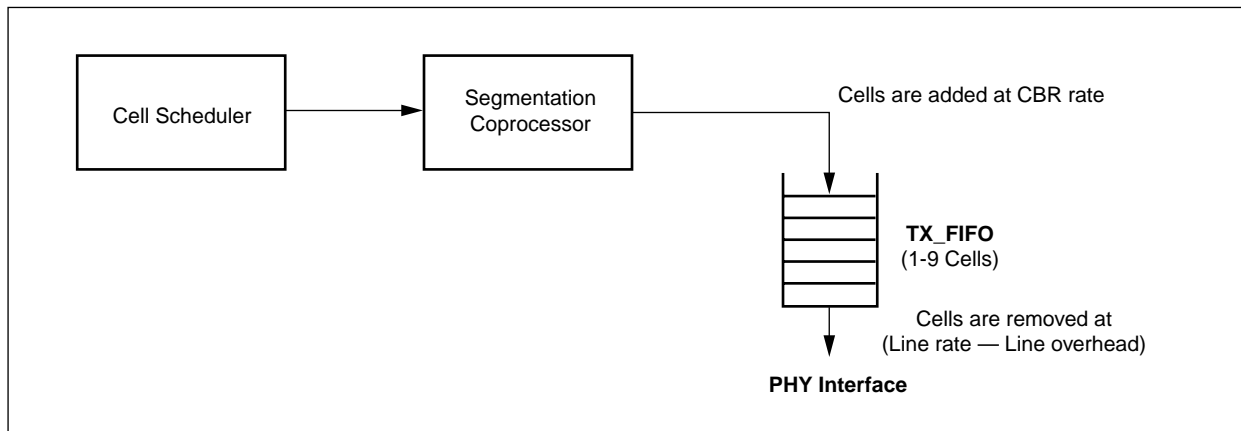 Cell Scheduler
Segmentation
Coprocessor
Cells are added at CBR rate
TX_FIFO
(1-9 Cells)
Cells are removed at
(Line rate — Line overhead)
PHY Interface